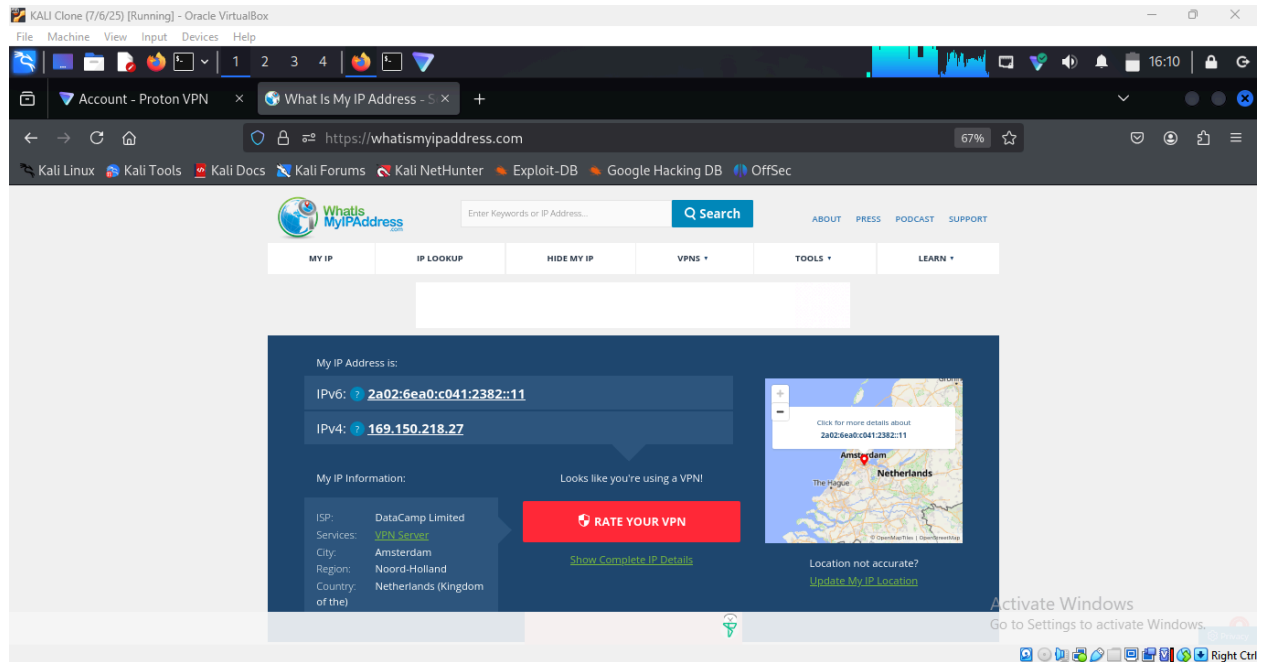 KALI Clone (7/6/25) [Running] - Oracle VirtualBox
File Machine View Input Devices Help
1 2 3 4 16:10
Account - Proton VPN × What Is My IP Address - S × +
https://whatismyipaddress.com 67%
Kali Linux Kali Tools Kali Docs Kali Forums Kali NetHunter Exploit-DB Google Hacking DB OffSec
WhatIs
MyIPAddress
.com
Enter Keywords or IP Address...
Search
ABOUT PRESS PODCAST SUPPORT
MY IP IP LOOKUP HIDE MY IP VPNS TOOLS LEARN
My IP Address is:
IPv6: ? 2a02:6ea0:c041:2382::11
IPv4: ? 169.150.218.27
My IP Information:
ISP: DataCamp Limited
Services: VPN Server
City: Amsterdam
Region: Noord-Holland
Country: Netherlands (Kingdom
of the)
Looks like you're using a VPN!
RATE YOUR VPN
Show Complete IP Details
+
−
Click for more details about
2a02:6ea0:c041:2382::11
Amsterdam
Netherlands
The Hague
© OpenMapTiles | OpenStreetMap
Location not accurate?
Update My IP Location
Activate Windows
Go to Settings to activate Windows.
Right Ctrl